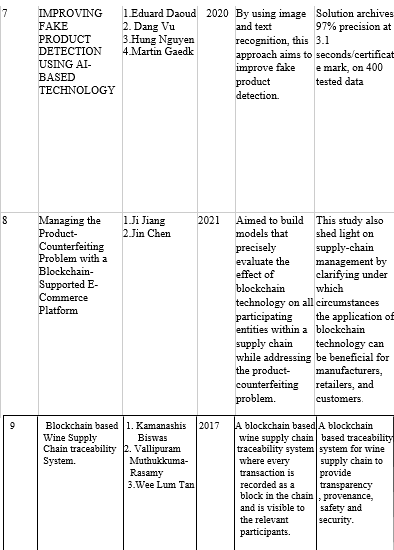 7
IMPROVING
FAKE
PRODUCT
DETECTION
USING AI-
BASED
TECHNOLOGY
1.Eduard Daoud
2. Dang Vu
3.Hung Nguyen
4.Martin Gaedk
2020
By using image
and text
recognition, this
approach aims to
improve fake
product
detection.
Solution archives
97% precision at
3.1
seconds/certificat
e mark, on 400
tested data
8
Managing the
Product-
Counterfeiting
Problem with a
Blockchain-
Supported E-
Commerce
Platform
1.Ji Jiang
2.Jin Chen
2021
Aimed to build
models that
precisely
evaluate the
effect of
blockchain
technology on all
participating
entities within a
supply chain
while addressing
the product-
counterfeiting
problem.
This study also
shed light on
supply-chain
management by
clarifying under
which
circumstances
the application of
blockchain
technology can
be beneficial for
manufacturers,
retailers, and
customers.
9
Blockchain based
Wine Supply
Chain traceability
System.
1. Kamanashis
Biswas
2. Vallipuram
Muthukkuma-
Rasamy
3.Wee Lum Tan
2017
A blockchain based
wine supply chain
traceability system
where every
transaction is
recorded as a
block in the chain
and is visible to
the relevant
participants.
A blockchain
based traceability
system for wine
supply chain to
provide
transparency
, provenance,
safety and
security.